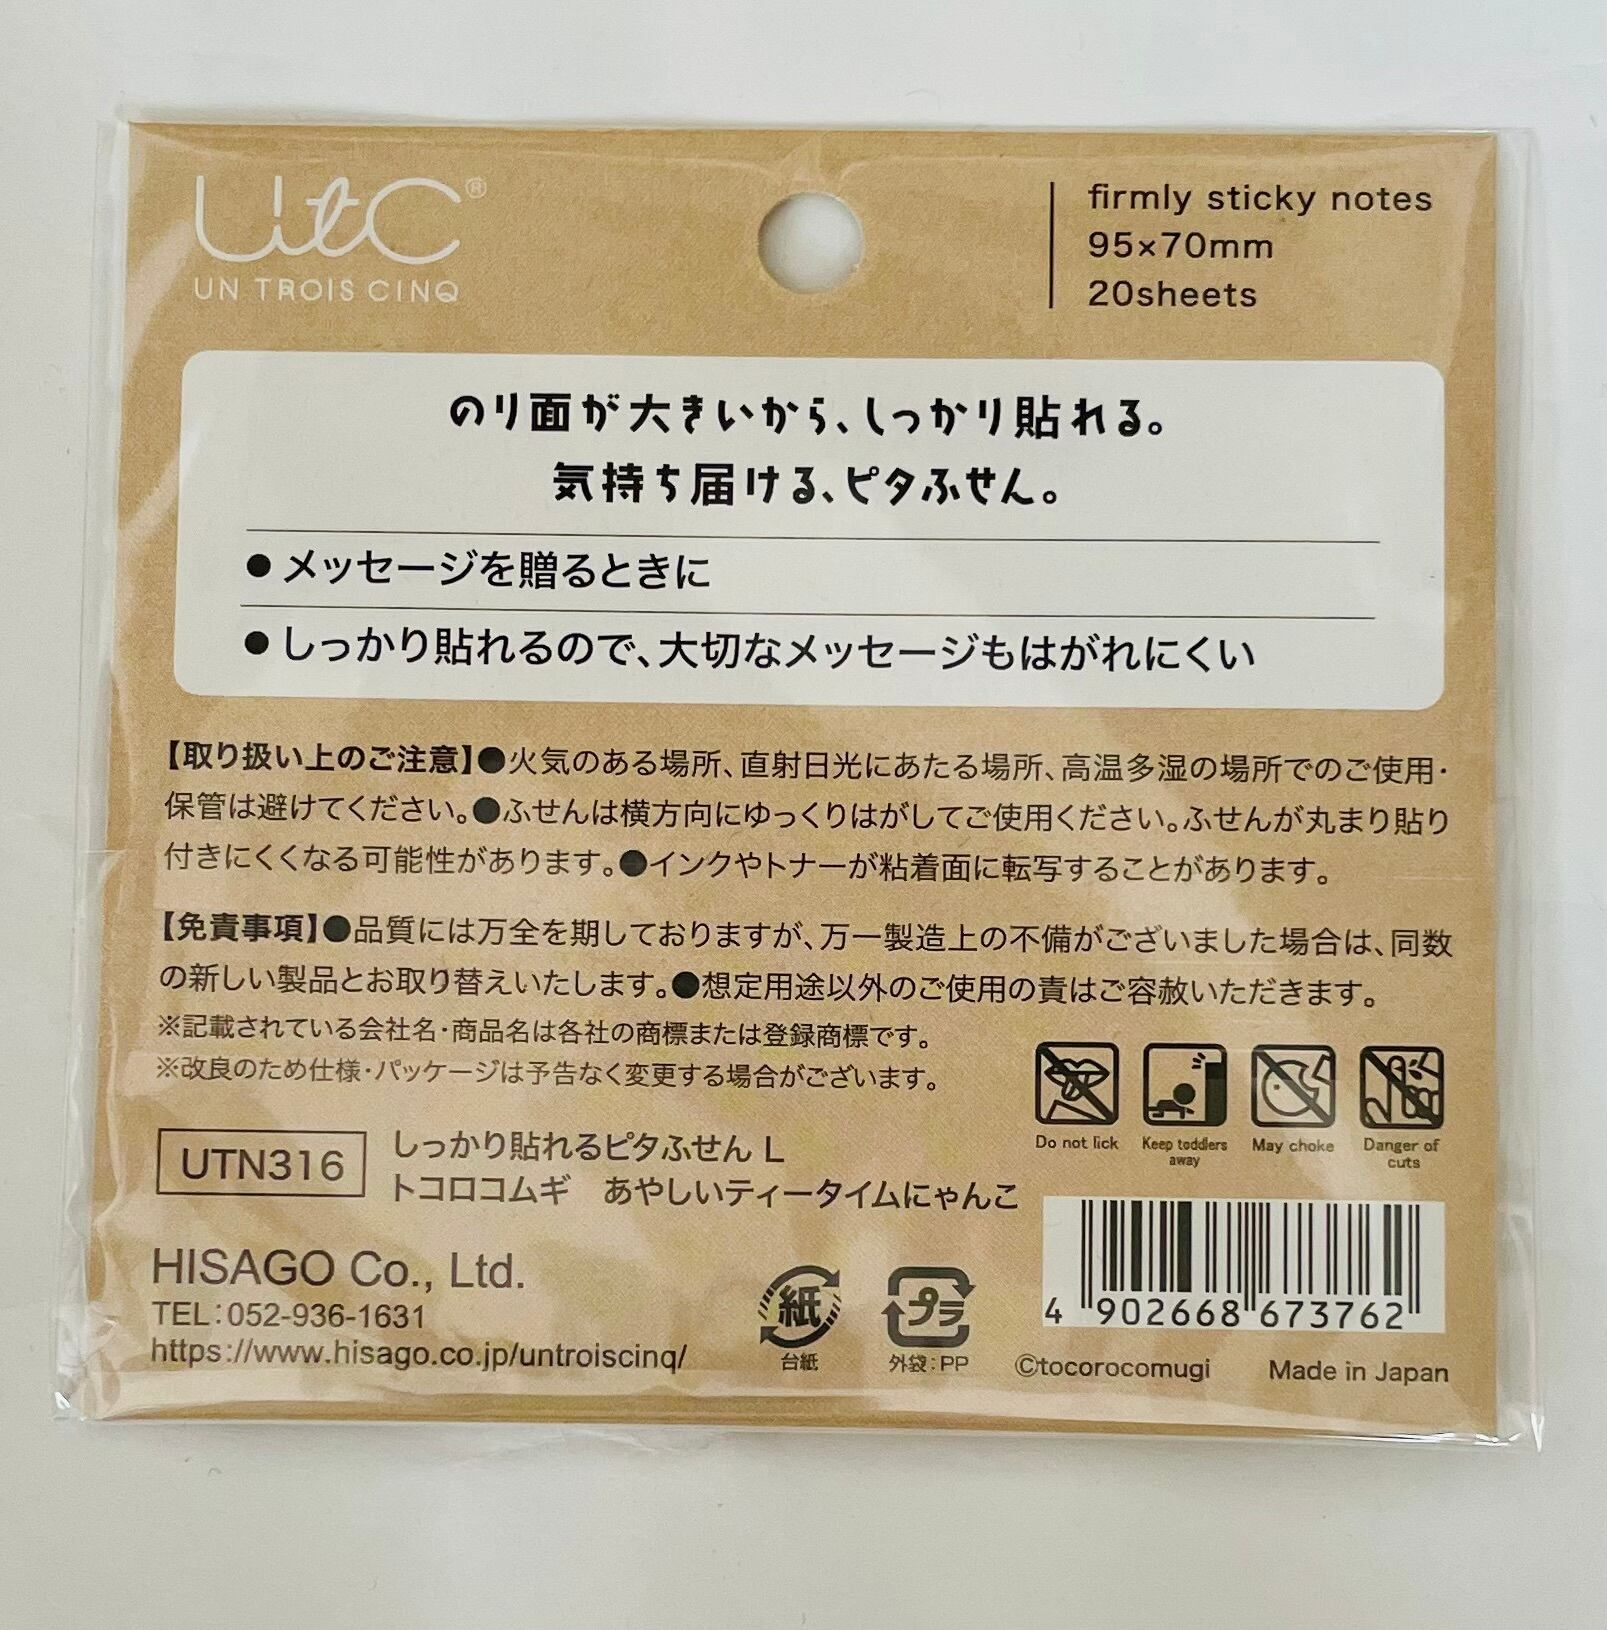 UtC®
UN TROIS CINQ
firmly sticky notes
95×70mm
20sheets
のり面が大きいから、しっかり貼れる。
気持ち届ける、ピタふせん。
●メッセージを贈るときに
●しっかり貼れるので、大切なメッセージもはがれにくい
【取り扱い上のご注意】●火気のある場所、直射日光にあたる場所、高温多湿の場所でのご使用・
保管は避けてください。●ふせんは横方向にゆっくりはがしてご使用ください。ふせんが丸まり貼り
付きにくくなる可能性があります。●インクやトナーが粘着面に転写することがあります。
【免責事項】●品質には万全を期しておりますが、万一製造上の不備がございました場合は、同数
の新しい製品とお取り替えいたします。●想定用途以外のご使用の責はご容赦いただきます。
※記載されている会社名・商品名は各社の商標または登録商標です。
※改良のため仕様・パッケージは予告なく変更する場合がございます。
Do not lick
Keep toddlers
away
May choke
Danger of
cuts
UTN316
しっかり貼れるピタふせん L
トコロコムギ　あやしいティータイムにゃんこ
HISAGO Co., Ltd.
TEL:052-936-1631
https://www.hisago.co.jp/untroiscinq/
紙
台紙
プラ
外袋:PP
4 902668 673762
©tocorocomugi
Made in Japan